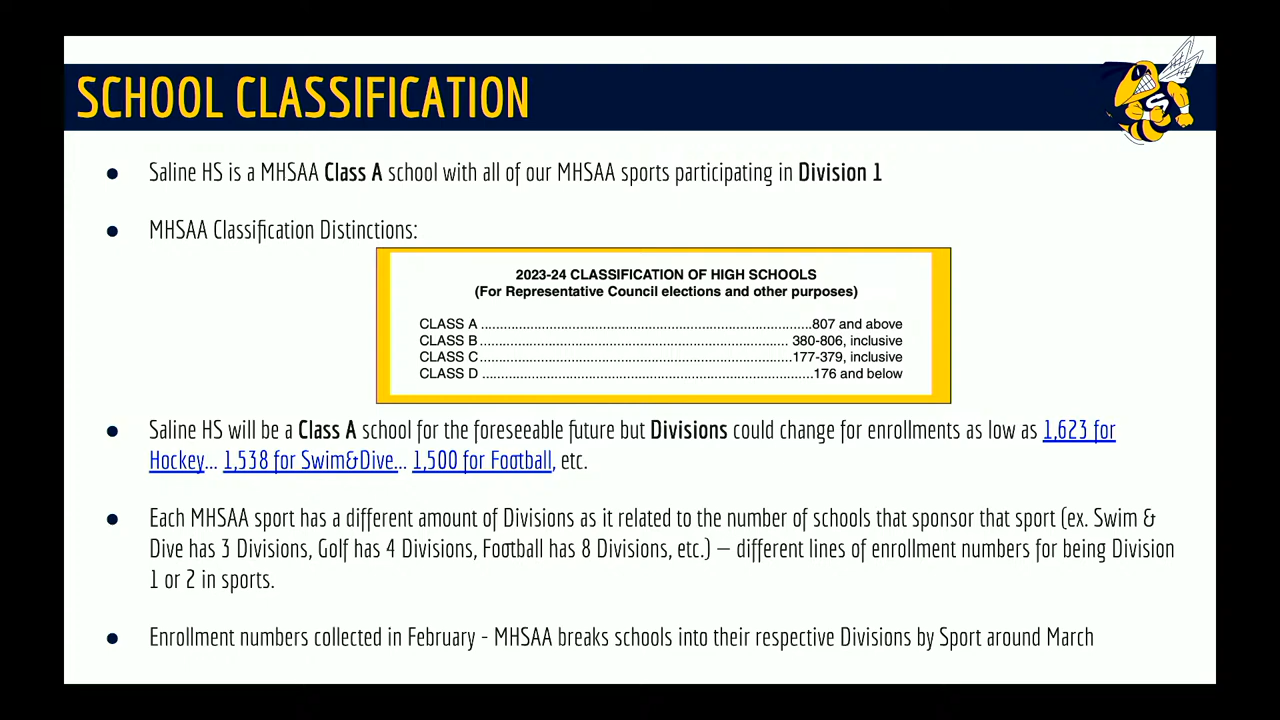 SCHOOL CLASSIFICATION
● Saline HS is a MHSAA Class A school with all of our MHSAA sports participating in Division 1
● MHSAA Classification Distinctions:
2023-24 CLASSIFICATION OF HIGH SCHOOLS
(For Representative Council elections and other purposes)
CLASS A ....................................................................................807 and above
CLASS B .............................................................................. 380-806, inclusive
CLASS C...............................................................................177-379, inclusive
CLASS D ....................................................................................176 and below
● Saline HS will be a Class A school for the foreseeable future but Divisions could change for enrollments as low as 1,623 for
Hockey... 1,538 for Swim&Dive... 1,500 for Football, etc.
● Each MHSAA sport has a different amount of Divisions as it related to the number of schools that sponsor that sport (ex. Swim &
Dive has 3 Divisions, Golf has 4 Divisions, Football has 8 Divisions, etc.) — different lines of enrollment numbers for being Division
1 or 2 in sports.
● Enrollment numbers collected in February - MHSAA breaks schools into their respective Divisions by Sport around March